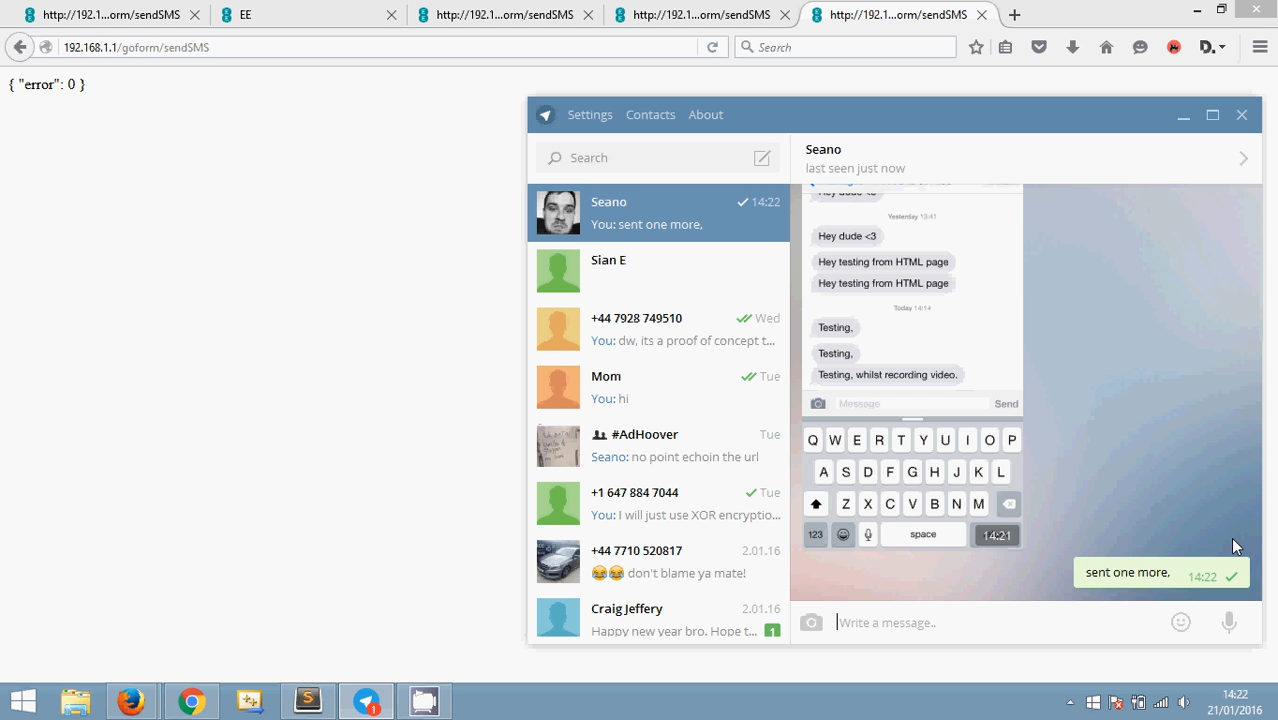 http://192.1...orm/sendSMS
EE
http://192.1...orm/sendSMS
http://192.1...orm/sendSMS
http://192.1...orm/sendSMS
192.168.1.1/goform/sendSMS
Search
D.
{ "error": 0 }
Settings Contacts About
Search
Seano
last seen just now
Seano 14:22
You: sent one more,
Sian E
+44 7928 749510 Wed
You: dw, its a proof of concept t...
Mom Tue
You: hi
#AdHoover Tue
Seano: no point echoin the url
+1 647 884 7044 Tue
You: I will just use XOR encryptio...
+44 7710 520817 2.01.16
😂😂 don't blame ya mate!
Craig Jeffery 2.01.16
Happy new year bro. Hope t... 1
Yesterday 13:41
Hey dude <3
Hey testing from HTML page
Hey testing from HTML page
Today 14:14
Testing,
Testing,
Testing, whilst recording video.
Message Send
Q W E R T Y U I O P
A S D F G H J K L
Z X C V B N M
123 space 14:21
sent one more, 14:22
Write a message..
S 1
14:22
21/01/2016